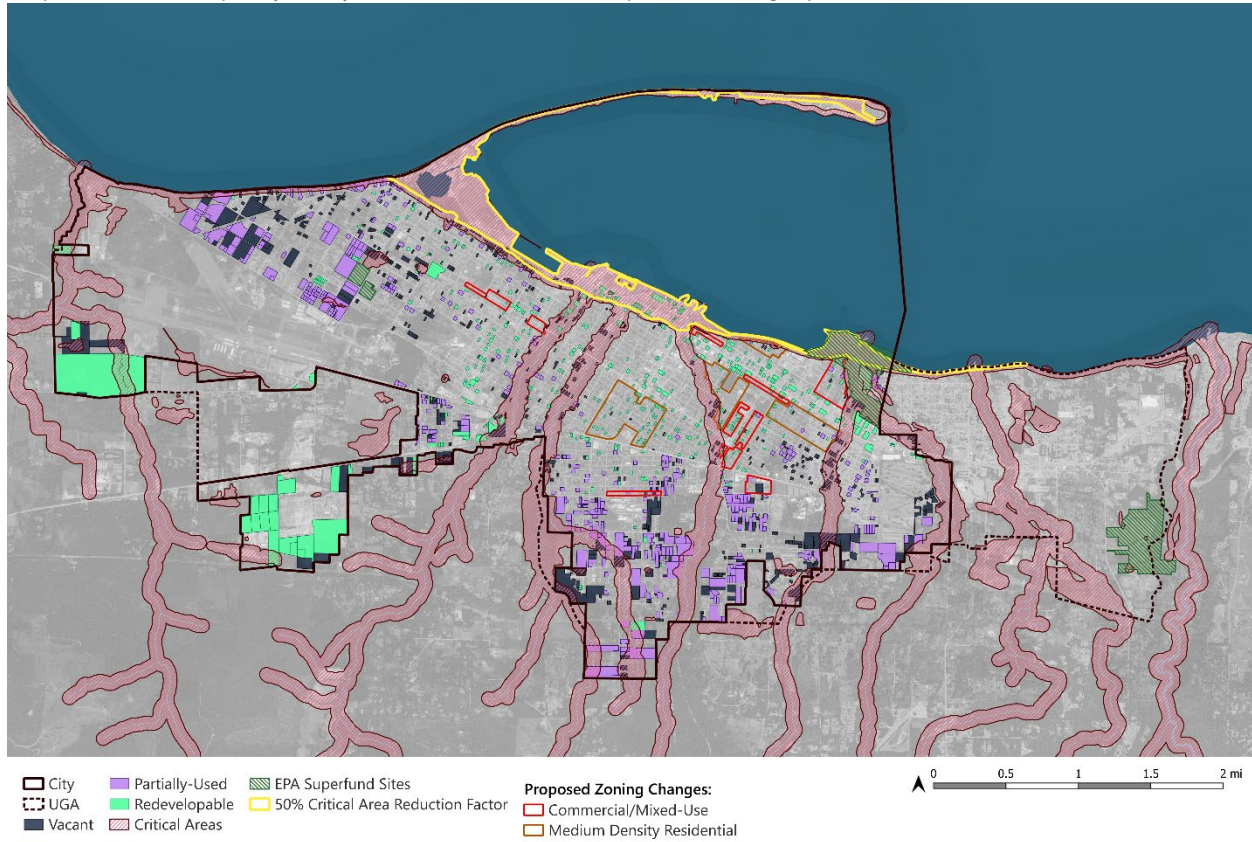 City
UGA
Vacant
Partially-Used
Redevelopable
Critical Areas
EPA Superfund Sites
50% Critical Area Reduction Factor
Proposed Zoning Changes:
Commercial/Mixed-Use
Medium Density Residential
0 0.5 1 1.5 2 mi